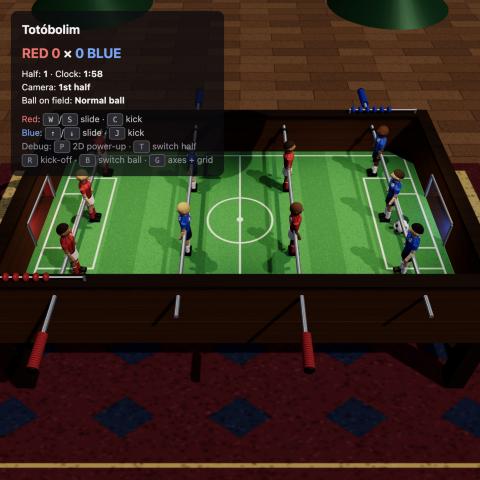 Totóbolim
RED 0 × 0 BLUE
Half: 1 · Clock: 1:58
Camera: 1st half
Ball on field: Normal ball
Red: W / S slide · C kick
Blue: ↑ / ↓ slide · J kick
Debug: P 2D power-up · T switch half
R kick-off · B switch ball · G axes + grid